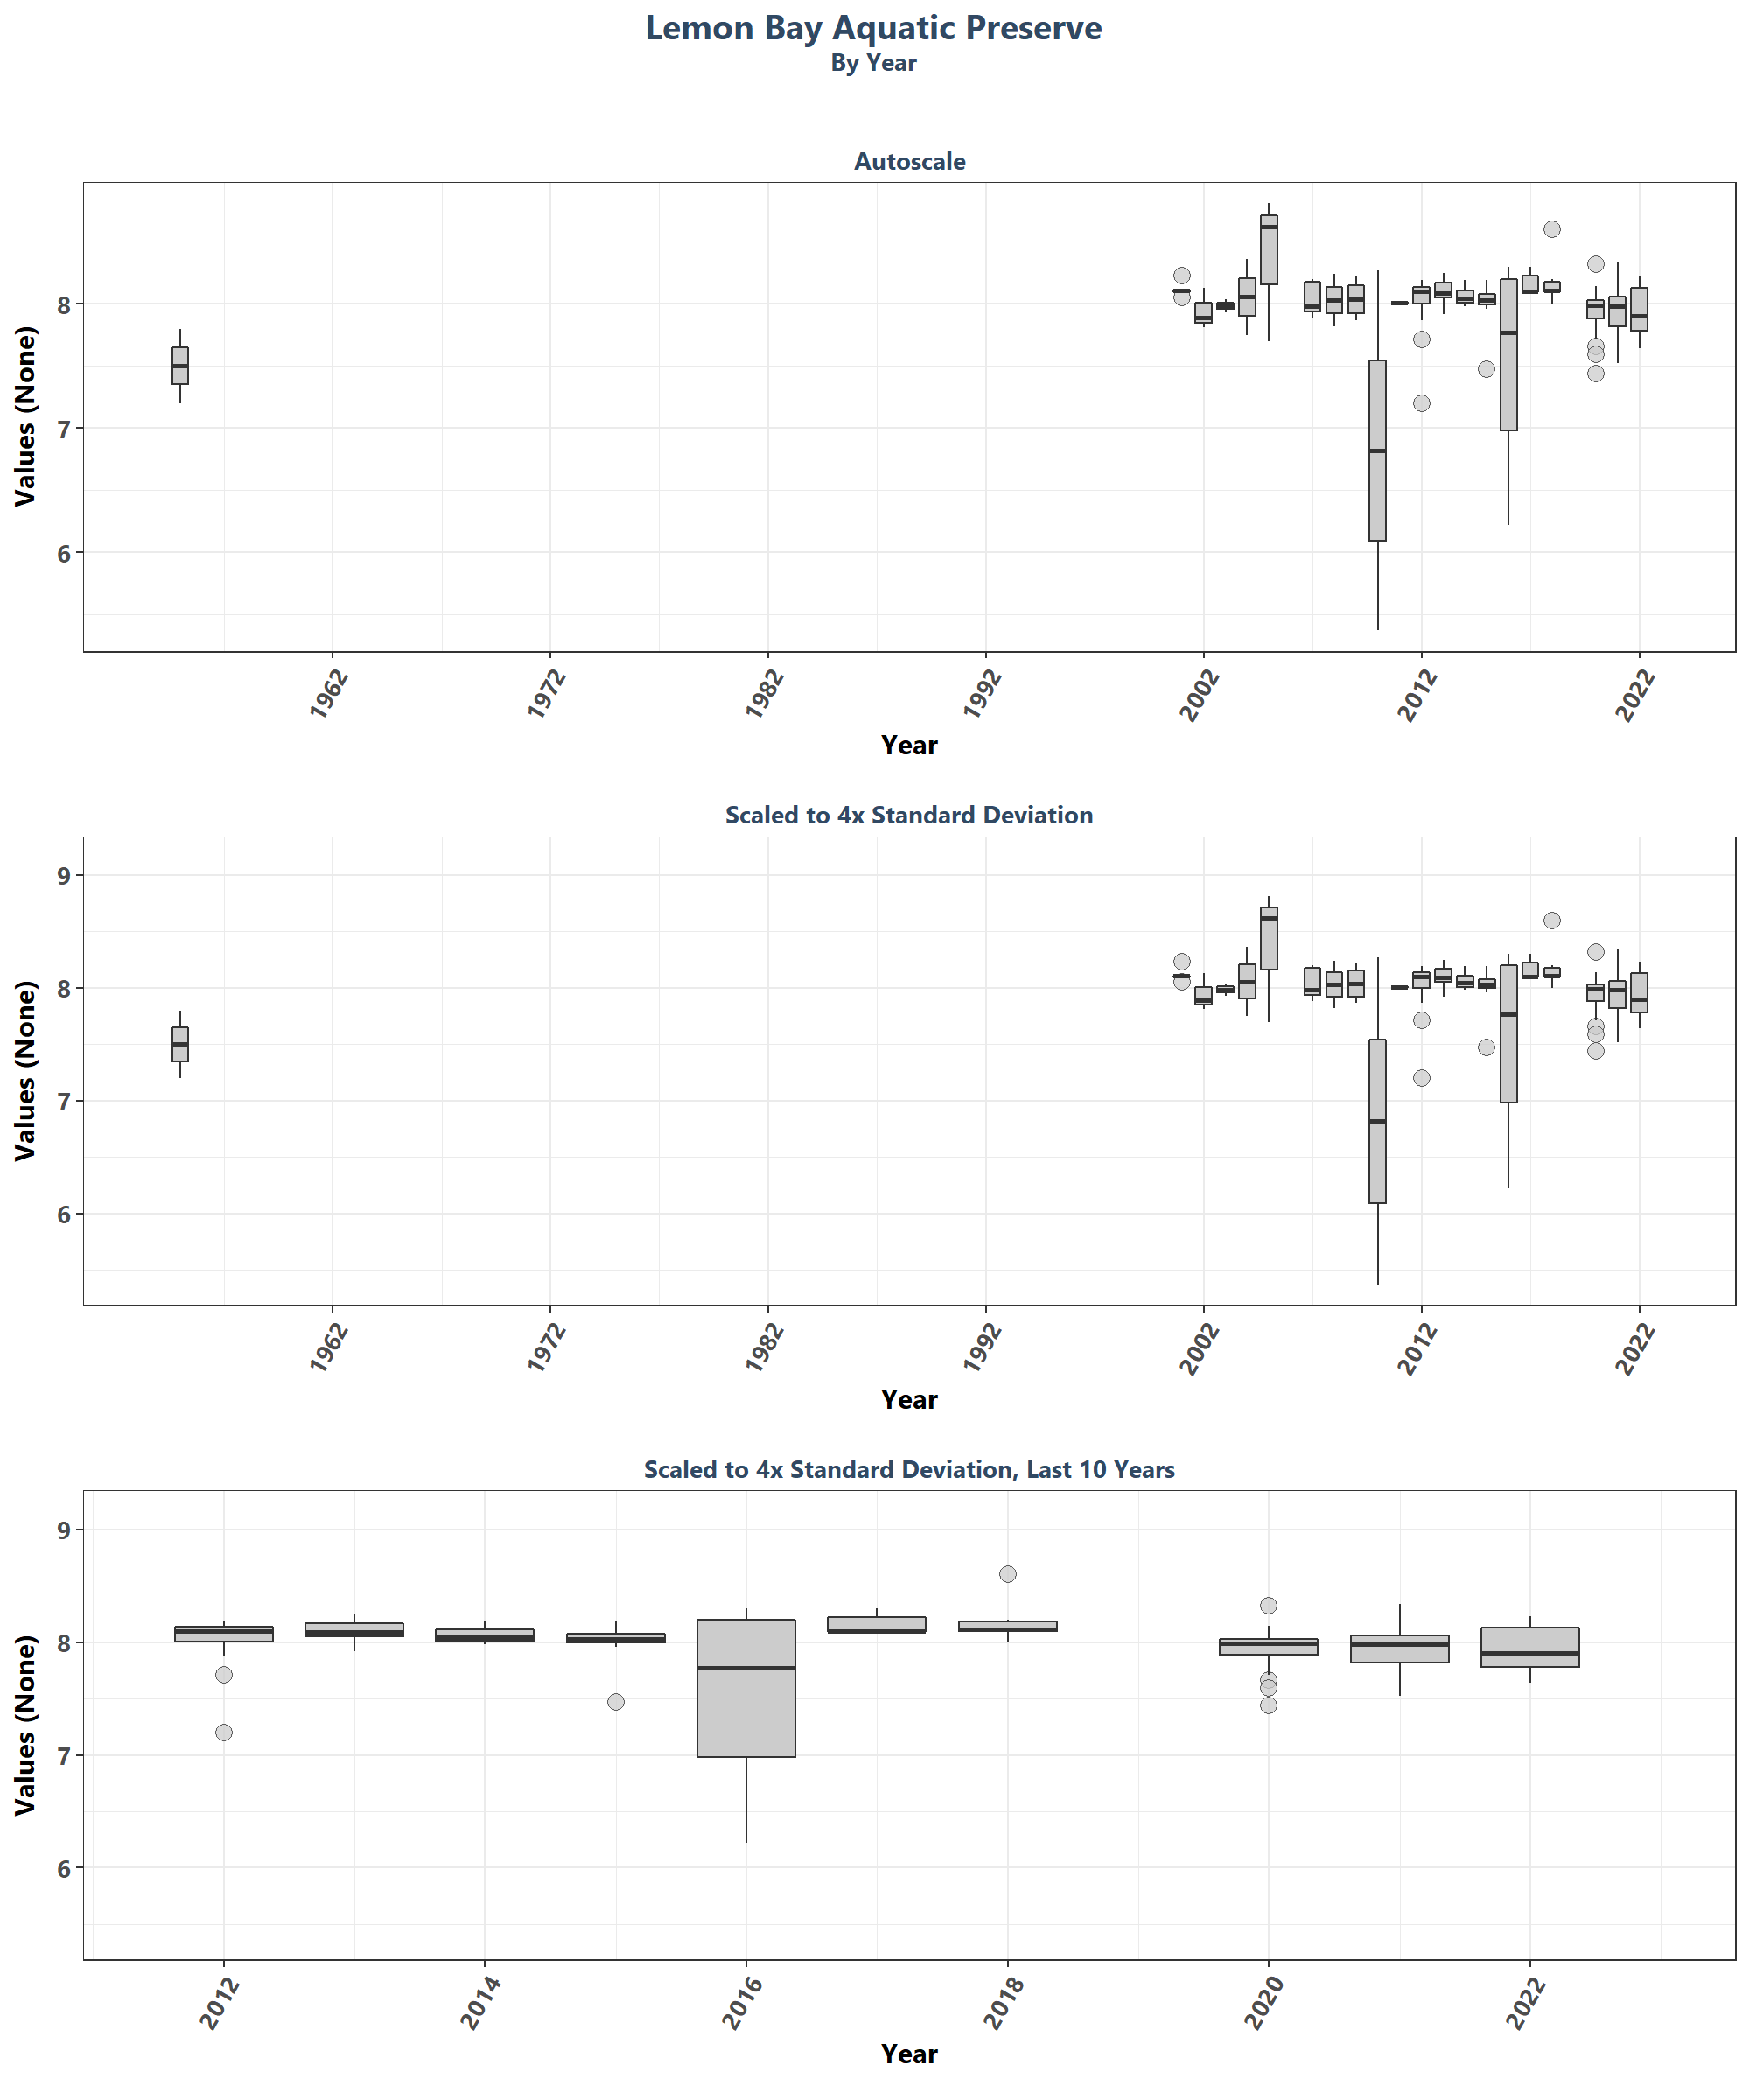 Lemon Bay Aquatic Preserve
By Year
Autoscale
Values (None)
8
7
6
1962 1972 1982 1992 2002 2012 2022
Year
Scaled to 4x Standard Deviation
Values (None)
9
8
7
6
1962 1972 1982 1992 2002 2012 2022
Year
Scaled to 4x Standard Deviation, Last 10 Years
Values (None)
9
8
7
6
2012 2014 2016 2018 2020 2022
Year